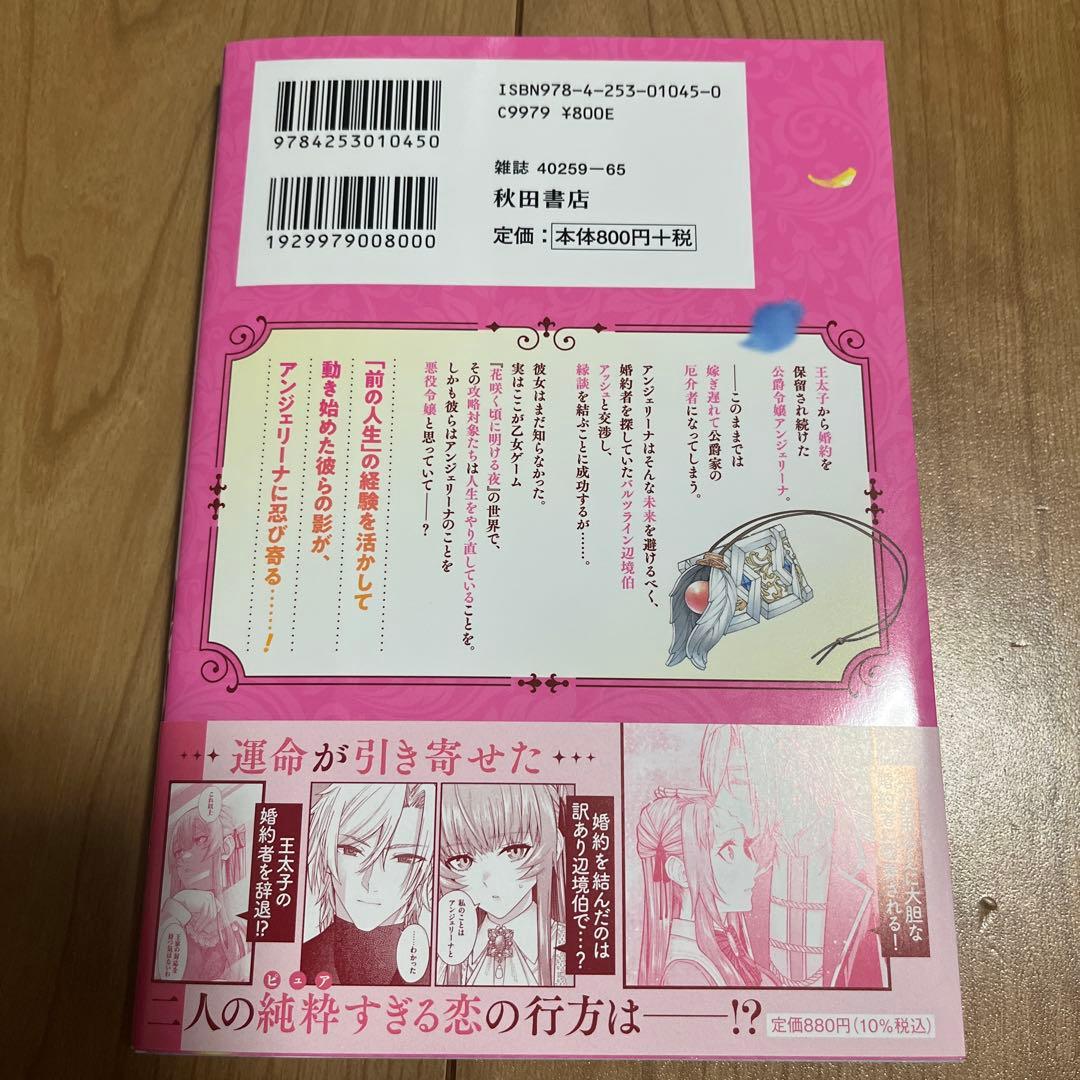 ISBN978-4-253-01045-0
C9979 ¥800E
9784253010450
雑誌 40259-65
秋田書店
1929979008000
定価：本体800円+税
王太子から婚約を
保留され続けた
公爵令嬢アンジェリーナ。
――このままでは
嫁ぎ遅れて公爵家の
厄介者になってしまう。
アンジェリーナはそんな未来を避けるべく、
婚約者を探していたバルツライン辺境伯
アッシュと交渉し、
縁談を結ぶことに成功するが……。
彼女はまだ知らなかった。
実はここが乙女ゲーム
『花咲く頃に明ける夜』の世界で、
その攻略対象たちは人生をやり直していることを。
しかも彼らはアンジェリーナのことを
悪役令嬢と思っていて――？
「前の人生」の経験を活かして
動き始めた彼らの影が、
アンジェリーナに忍び寄る……！
運命が引き寄せた
婚約を結んだのは
訳あり辺境伯で…？
私のことは
アンジェリーナと
……わかった
王太子の
婚約者を辞退!?
これ以上
王家の対応を
待つ気はないわ
二人の純粋すぎる恋の行方は――!?
ピュア
定価880円（10%税込）